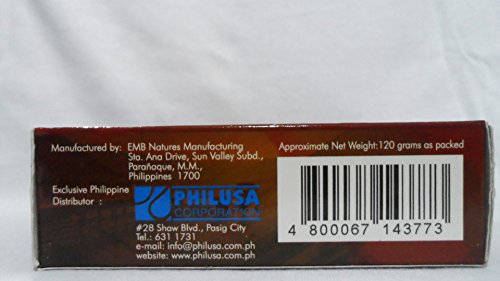 Manufactured by: EMB Natures Manufacturing
Sta. Ana Drive, Sun Valley Subd.,
Parañaque, M.M.,
Philippines 1700
Exclusive Philippine
Distributor :
PHILUSA
CORPORATION
#28 Shaw Blvd., Pasig City
Tel.: 631 1731
e-mail: info@philusa.com.ph
website: www.philusa.com.ph
Approximate Net Weight:120 grams as packed
4 800067 143773